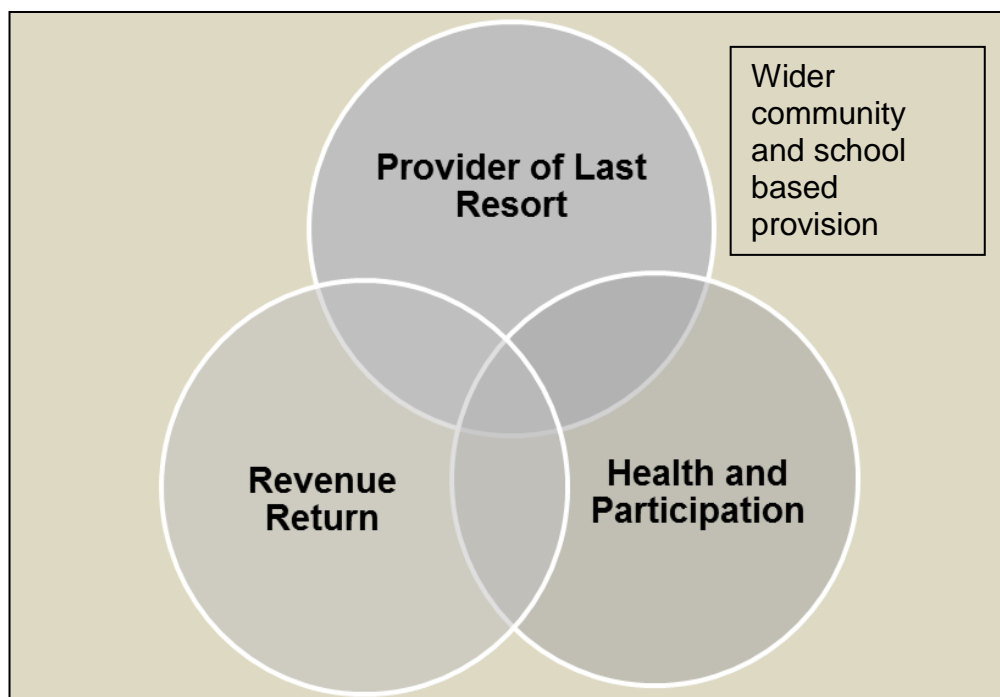 Provider of Last
Resort
Wider
community
and school
based
provision
Revenue
Return
Health and
Participation